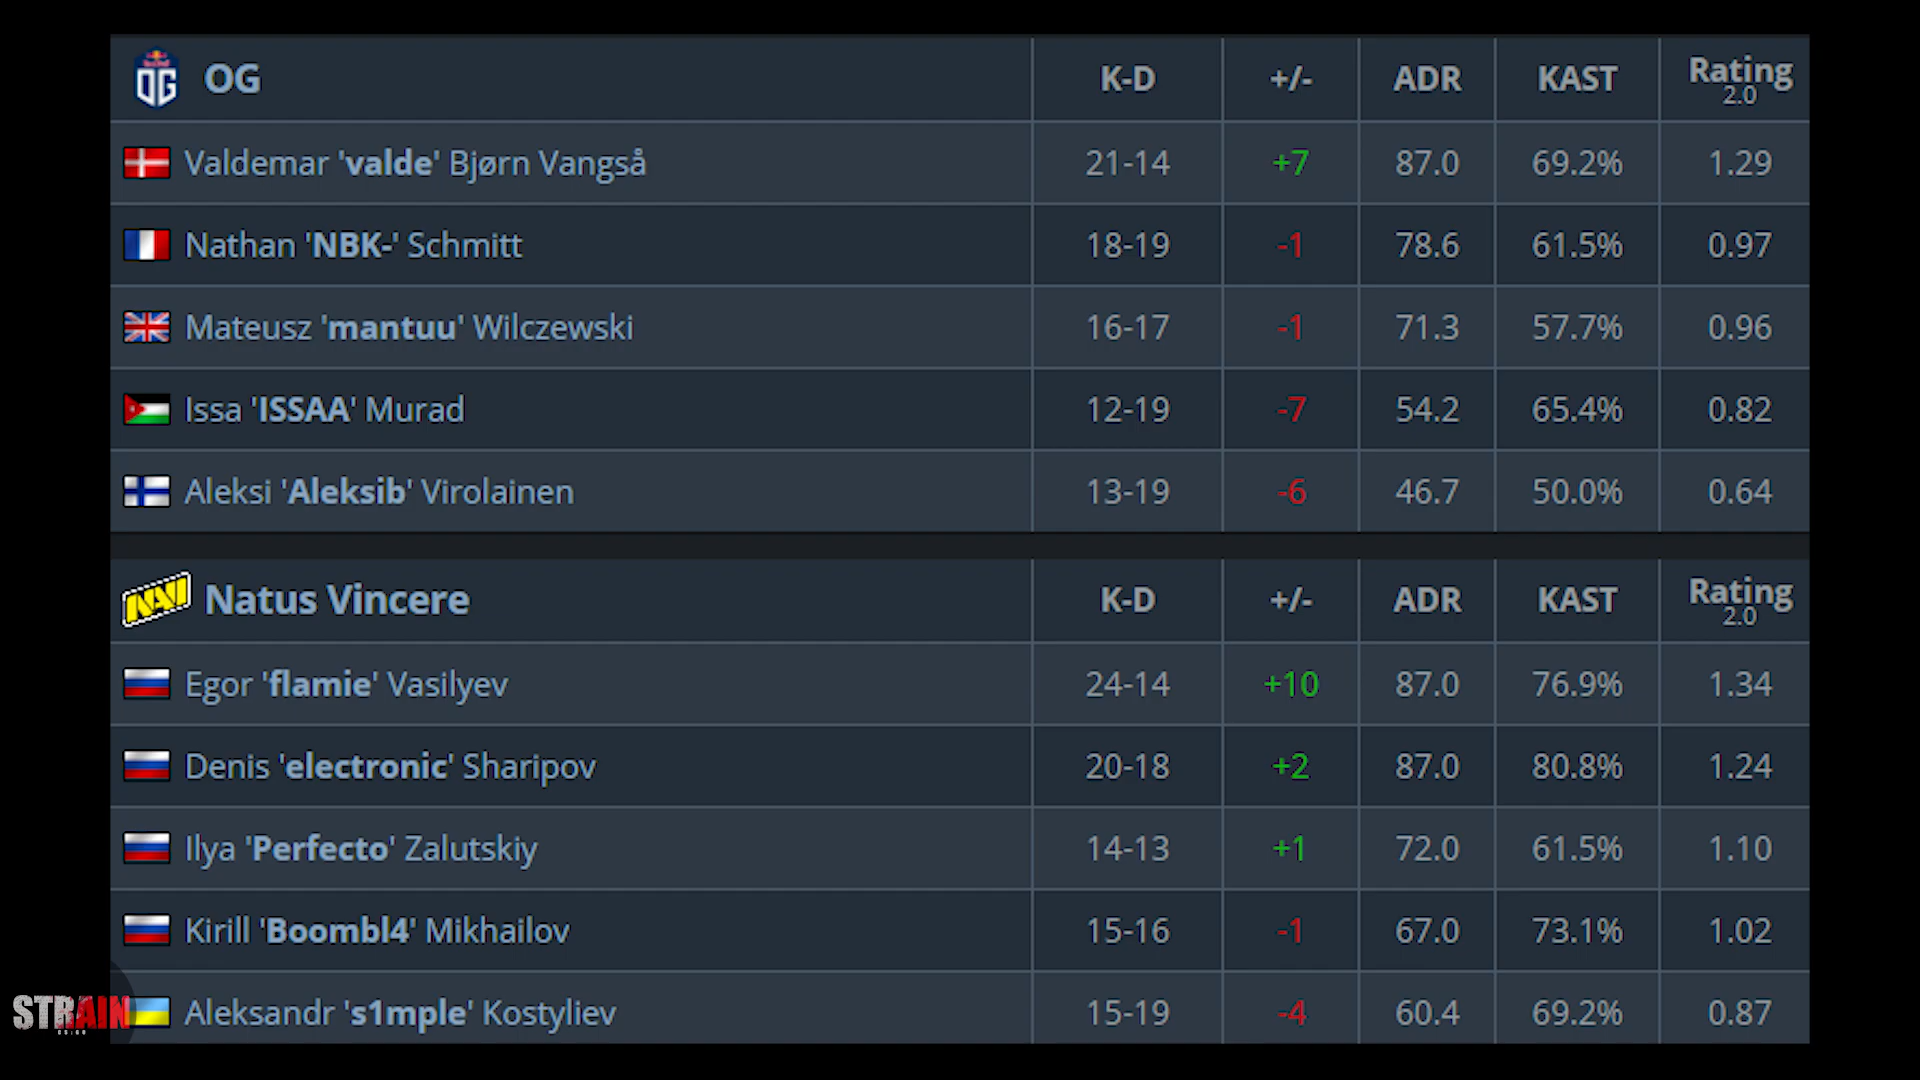 OG OG K-D +/- ADR KAST Rating 2.0
Valdemar 'valde' Bjørn Vangså 21-14 +7 87.0 69.2% 1.29
Nathan 'NBK-' Schmitt 18-19 -1 78.6 61.5% 0.97
Mateusz 'mantuu' Wilczewski 16-17 -1 71.3 57.7% 0.96
Issa 'ISSAA' Murad 12-19 -7 54.2 65.4% 0.82
Aleksi 'Aleksib' Virolainen 13-19 -6 46.7 50.0% 0.64
NAVI Natus Vincere K-D +/- ADR KAST Rating 2.0
Egor 'flamie' Vasilyev 24-14 +10 87.0 76.9% 1.34
Denis 'electronic' Sharipov 20-18 +2 87.0 80.8% 1.24
Ilya 'Perfecto' Zalutskiy 14-13 +1 72.0 61.5% 1.10
Kirill 'Boombl4' Mikhailov 15-16 -1 67.0 73.1% 1.02
Aleksandr 's1mple' Kostyliev 15-19 -4 60.4 69.2% 0.87
STRAIN